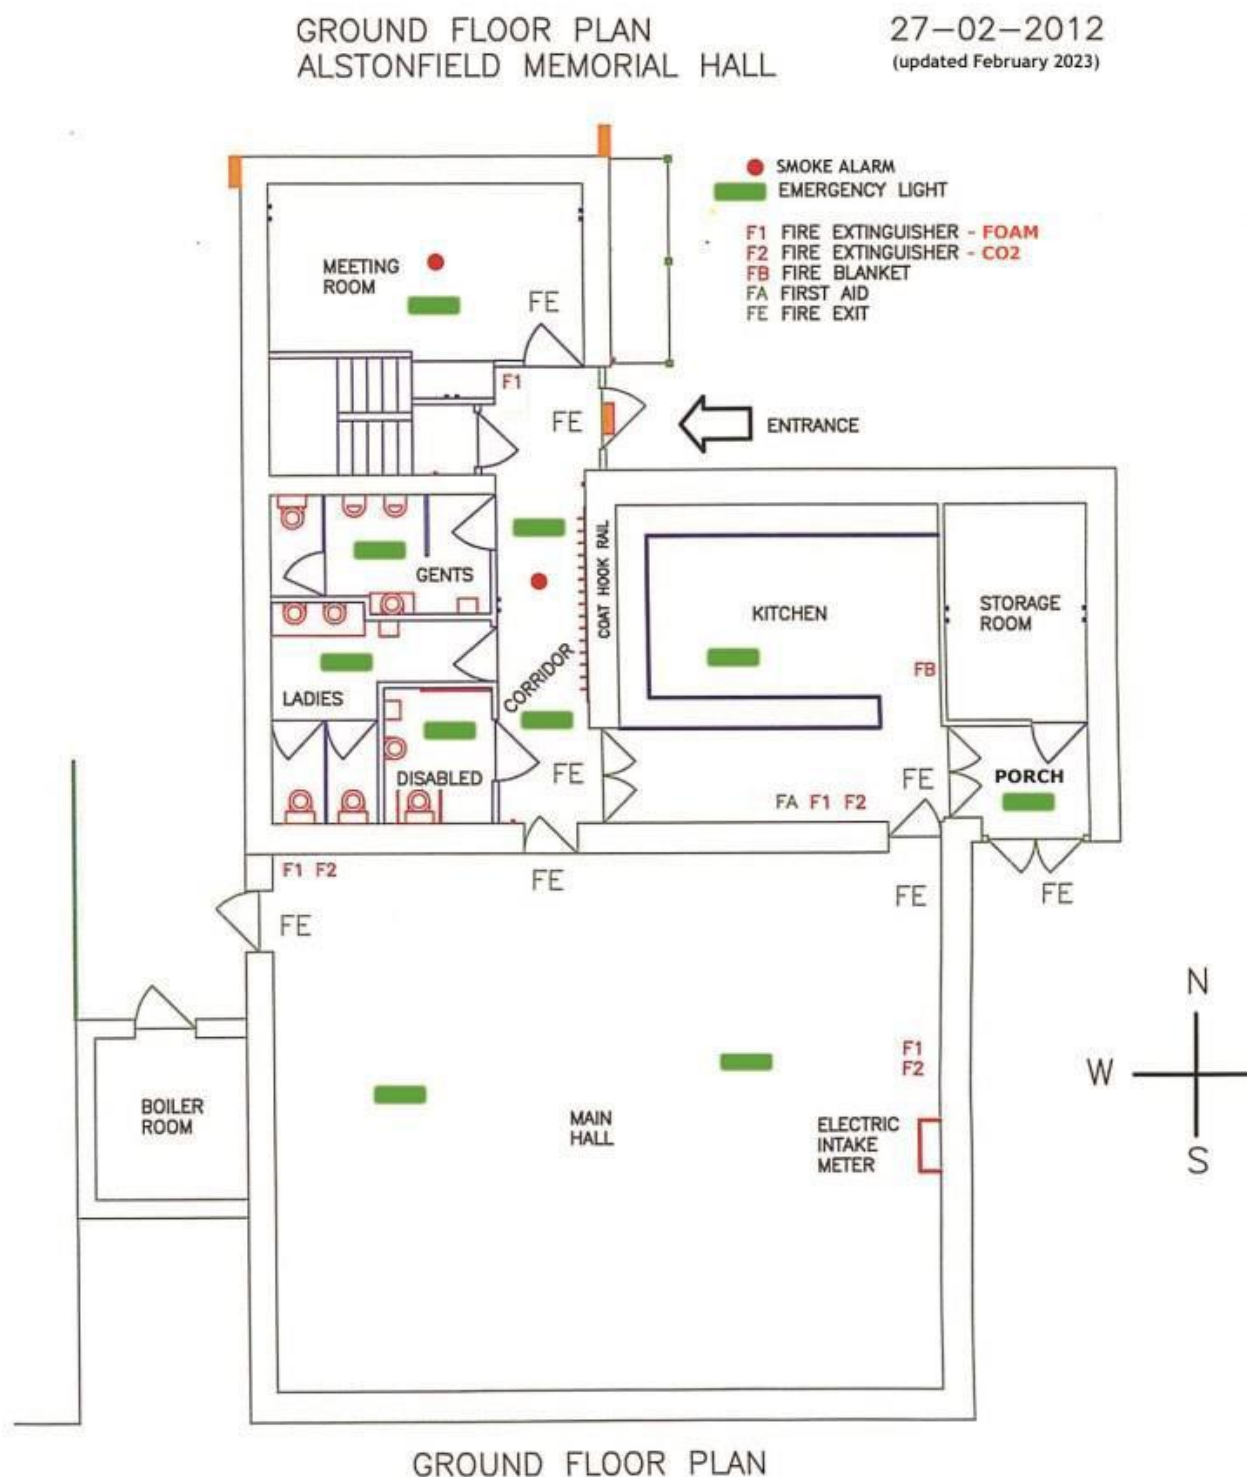 GROUND FLOOR PLAN
ALSTONFIELD MEMORIAL HALL
27-02-2012
(updated February 2023)
SMOKE ALARM
EMERGENCY LIGHT
F1 FIRE EXTINGUISHER - FOAM
F2 FIRE EXTINGUISHER - CO2
FB FIRE BLANKET
FA FIRST AID
FE FIRE EXIT
MEETING
ROOM
FE
F1
FE
ENTRANCE
GENTS
COAT HOOK RAIL
KITCHEN
STORAGE
ROOM
FB
CORRIDOR
LADIES
DISABLED
FE
FE
PORCH
FA F1 F2
F1 F2
FE
FE
FE
FE
F1
F2
N
W
S
BOILER
ROOM
MAIN
HALL
ELECTRIC
INTAKE
METER
GROUND FLOOR PLAN